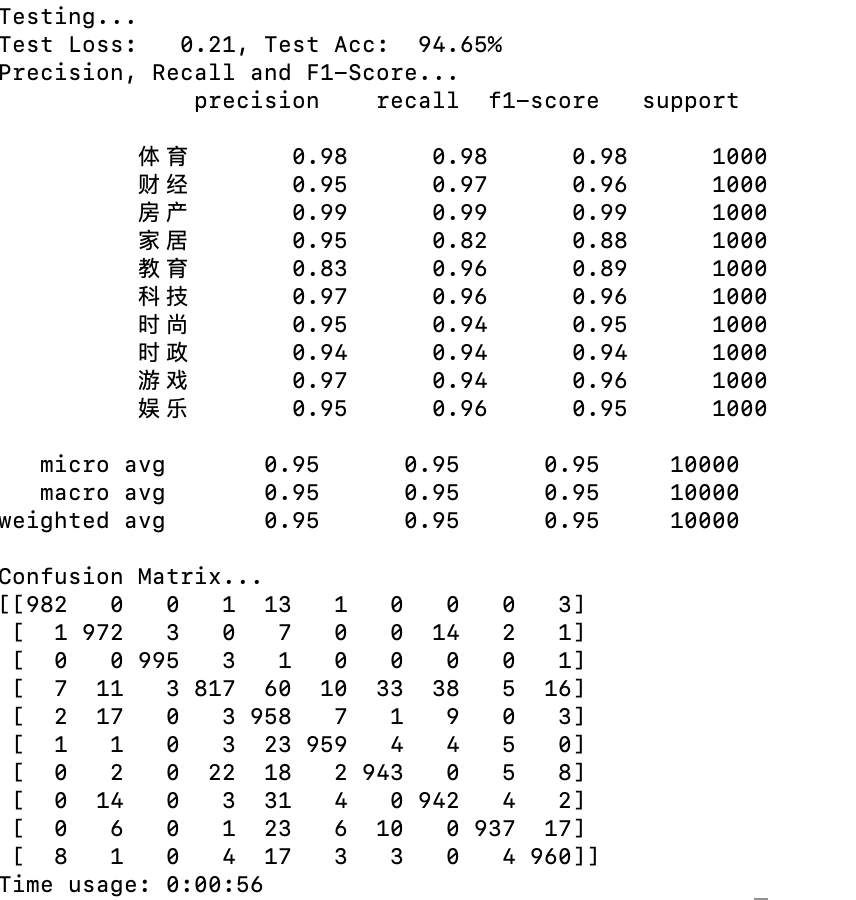 Testing...
Test Loss:   0.21, Test Acc:  94.65%
Precision, Recall and F1-Score...
              precision    recall  f1-score   support

          体育       0.98      0.98      0.98      1000
          财经       0.95      0.97      0.96      1000
          房产       0.99      0.99      0.99      1000
          家居       0.95      0.82      0.88      1000
          教育       0.83      0.96      0.89      1000
          科技       0.97      0.96      0.96      1000
          时尚       0.95      0.94      0.95      1000
          时政       0.94      0.94      0.94      1000
          游戏       0.97      0.94      0.96      1000
          娱乐       0.95      0.96      0.95      1000

   micro avg       0.95      0.95      0.95     10000
   macro avg       0.95      0.95      0.95     10000
weighted avg       0.95      0.95      0.95     10000

Confusion Matrix...
[[982   0   0   1  13   1   0   0   0   3]
 [  1 972   3   0   7   0   0  14   2   1]
 [  0   0 995   3   1   0   0   0   0   1]
 [  7  11   3 817  60  10  33  38   5  16]
 [  2  17   0   3 958   7   1   9   0   3]
 [  1   1   0   3  23 959   4   4   5   0]
 [  0   2   0  22  18   2 943   0   5   8]
 [  0  14   0   3  31   4   0 942   4   2]
 [  0   6   0   1  23   6  10   0 937  17]
 [  8   1   0   4  17   3   3   0   4 960]]
Time usage: 0:00:56